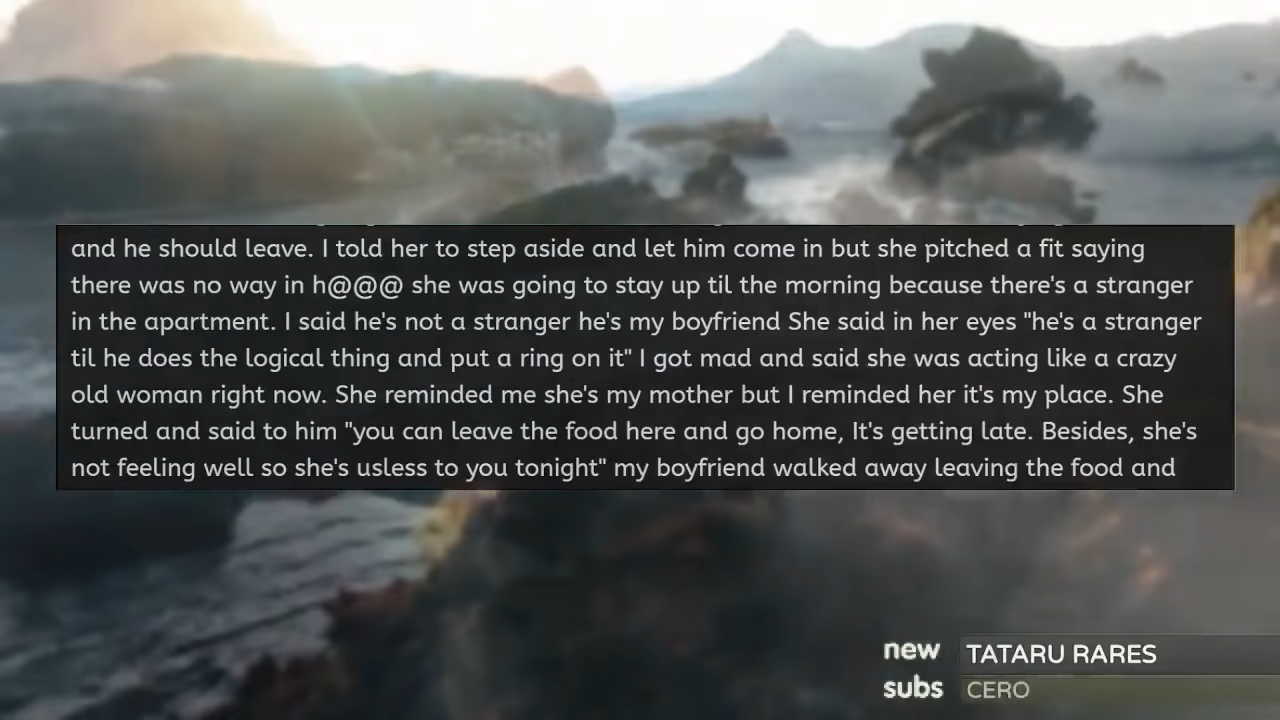 and he should leave. I told her to step aside and let him come in but she pitched a fit saying
there was no way in h@@@ she was going to stay up til the morning because there's a stranger
in the apartment. I said he's not a stranger he's my boyfriend She said in her eyes "he's a stranger
til he does the logical thing and put a ring on it" I got mad and said she was acting like a crazy
old woman right now. She reminded me she's my mother but I reminded her it's my place. She
turned and said to him "you can leave the food here and go home, It's getting late. Besides, she's
not feeling well so she's usless to you tonight" my boyfriend walked away leaving the food and
new TATARU RARES
subs CERO